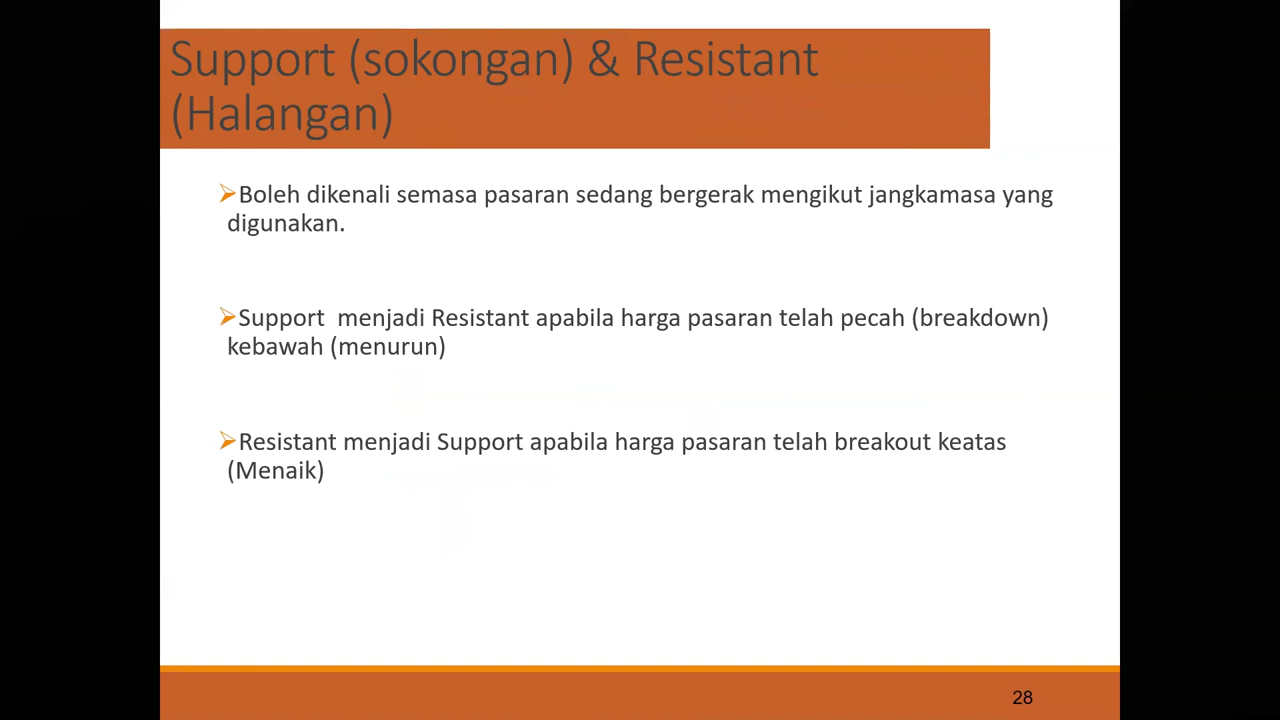 Support (sokongan) & Resistant
(Halangan)
➢Boleh dikenali semasa pasaran sedang bergerak mengikut jangkamasa yang
digunakan.
➢Support  menjadi Resistant apabila harga pasaran telah pecah (breakdown)
kebawah (menurun)
➢Resistant menjadi Support apabila harga pasaran telah breakout keatas
(Menaik)
28